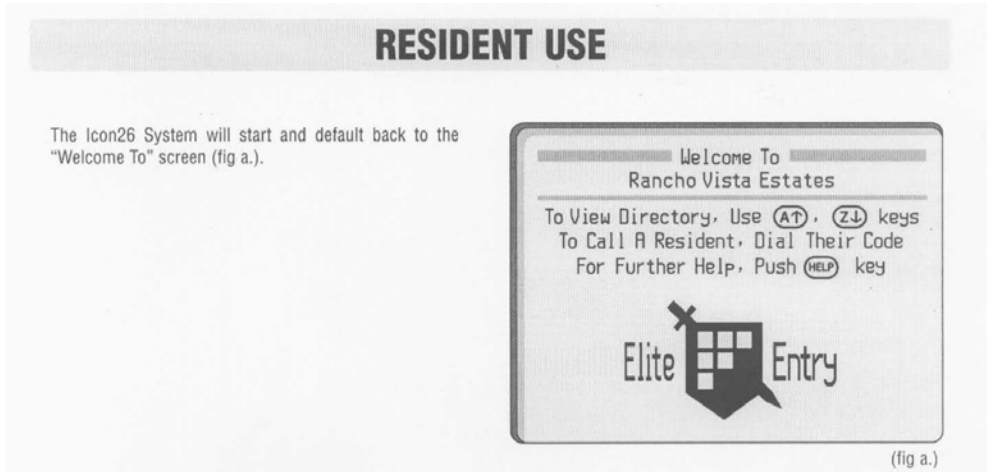 RESIDENT USE
The Icon26 System will start and default back to the
“Welcome To” screen (fig a.).
Welcome To
Rancho Vista Estates
To View Directory, Use A↑, Z↓ keys
To Call A Resident, Dial Their Code
For Further Help, Push HELP key
Elite Entry
(fig a.)